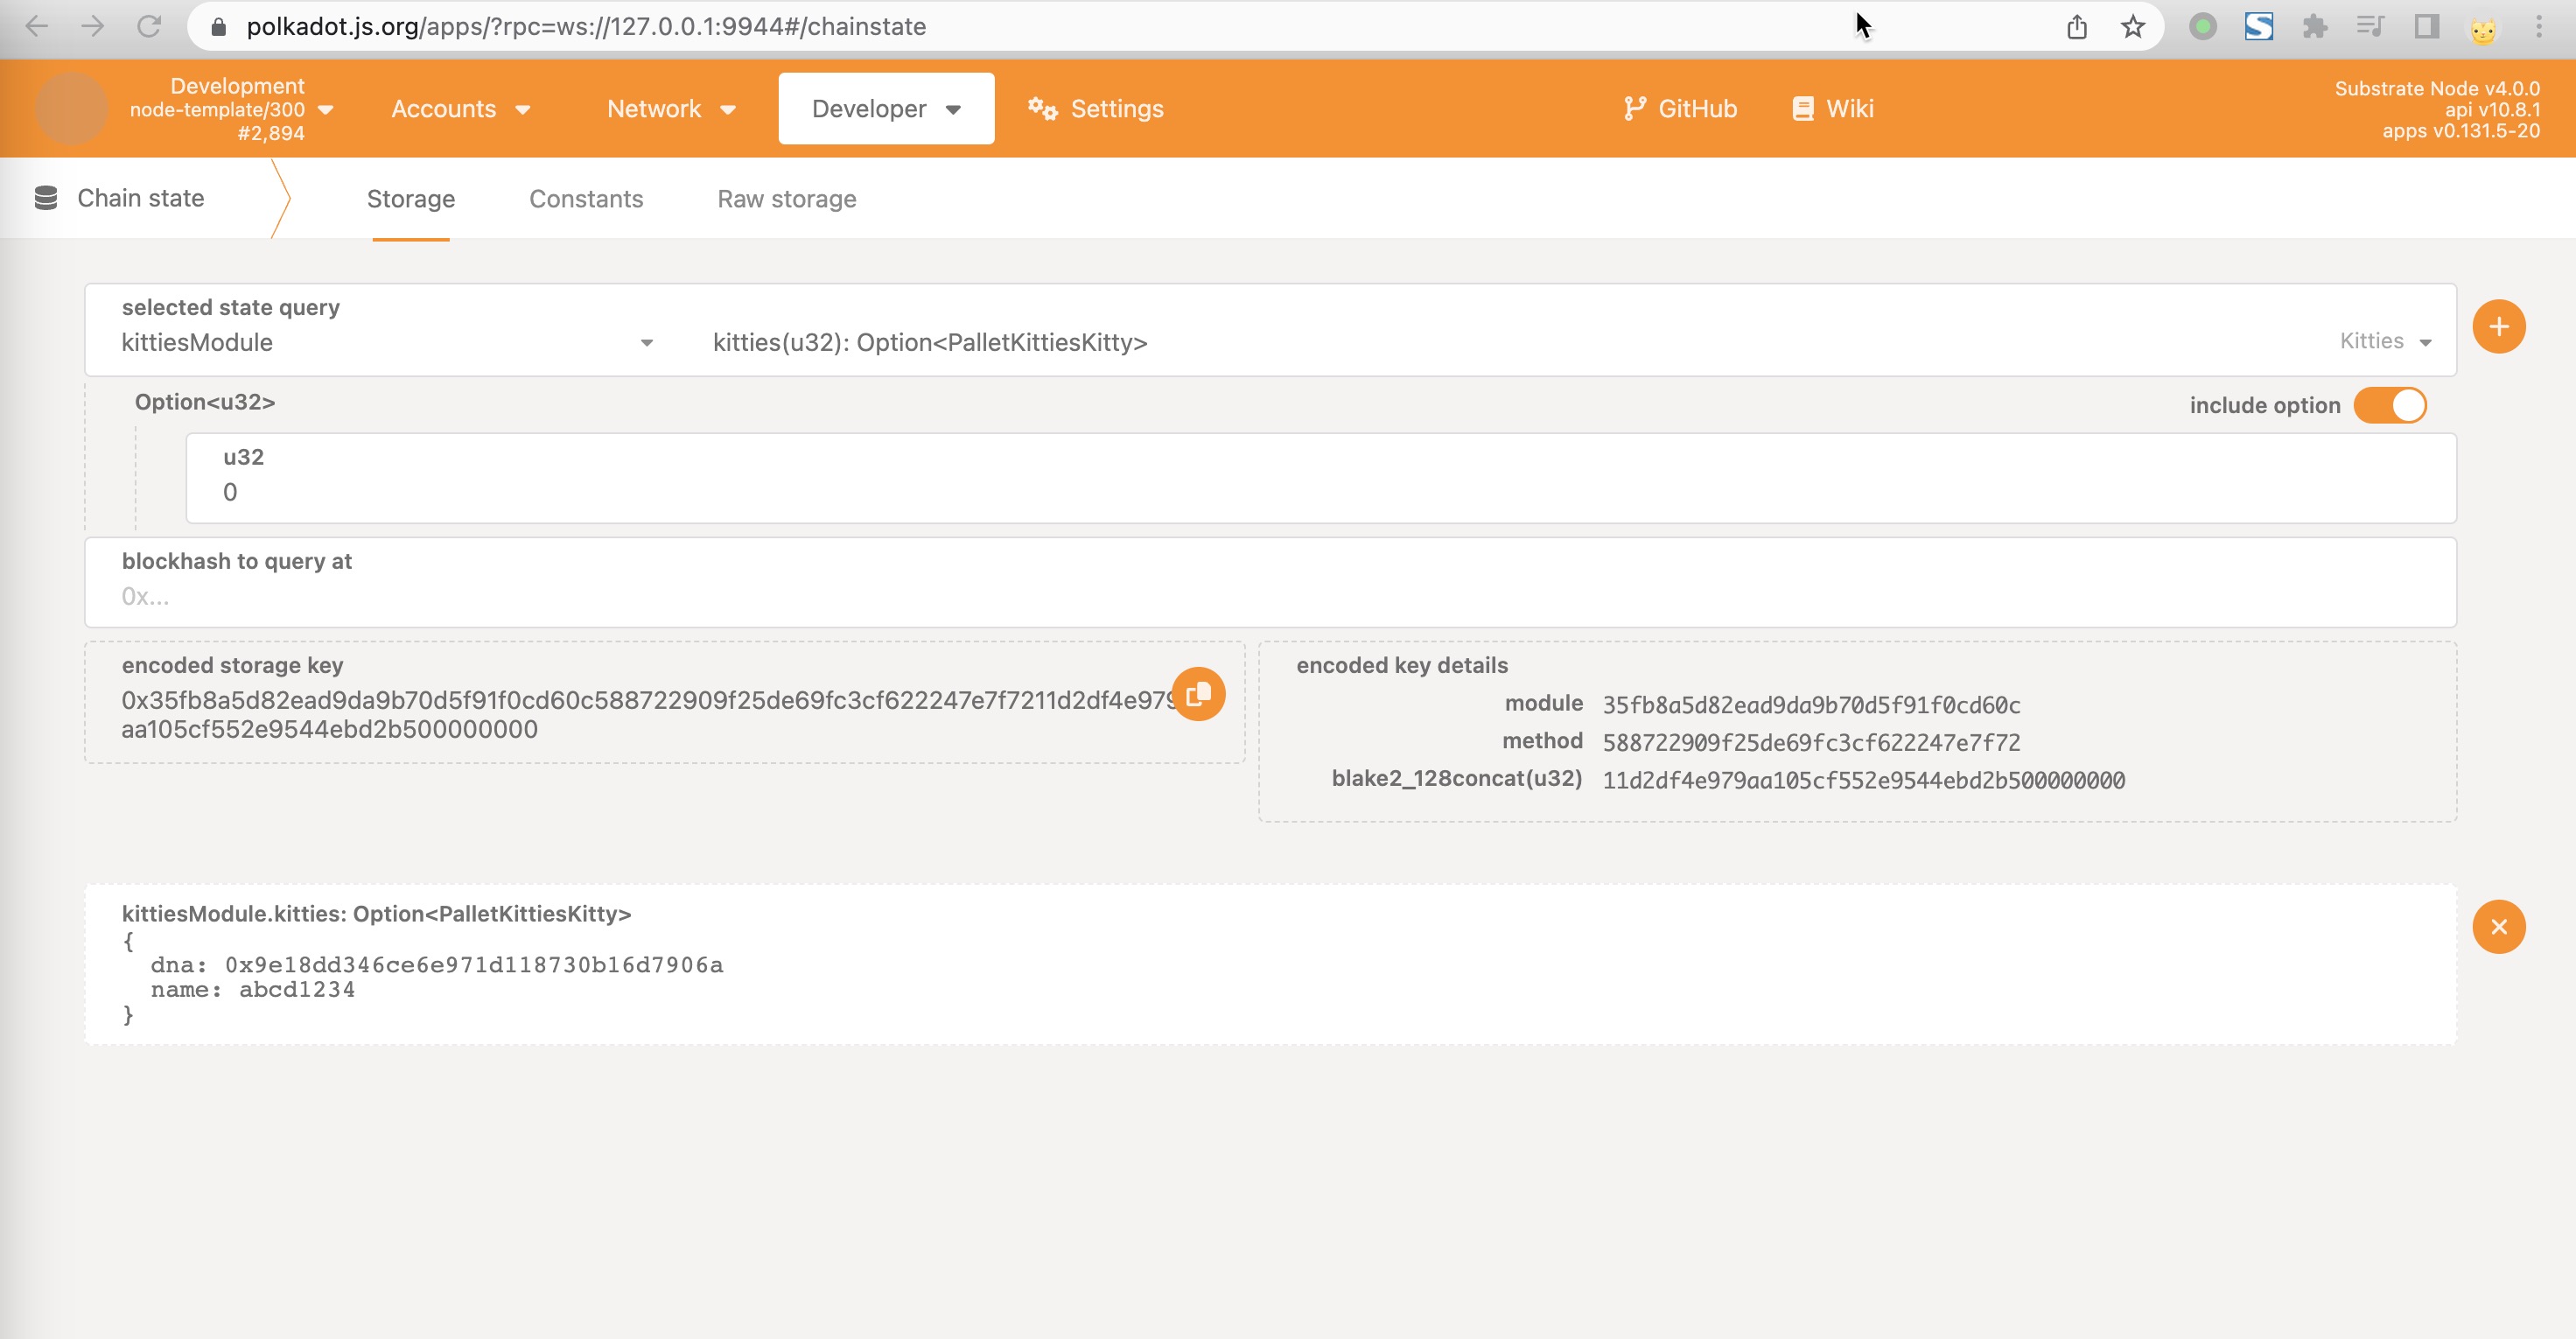 polkadot.js.org/apps/?rpc=ws://127.0.0.1:9944#/chainstate
Development
node-template/300
#2,894
Accounts
Network
Developer
Settings
GitHub
Wiki
Substrate Node v4.0.0
api v10.8.1
apps v0.131.5-20
Chain state
Storage
Constants
Raw storage
selected state query
kittiesModule
kitties(u32): Option<PalletKittiesKitty>
Kitties
Option<u32>
include option
u32
0
blockhash to query at
0x...
encoded storage key
0x35fb8a5d82ead9da9b70d5f91f0cd60c588722909f25de69fc3cf622247e7f7211d2df4e979
aa105cf552e9544ebd2b500000000
encoded key details
module 35fb8a5d82ead9da9b70d5f91f0cd60c
method 588722909f25de69fc3cf622247e7f72
blake2_128concat(u32) 11d2df4e979aa105cf552e9544ebd2b500000000
kittiesModule.kitties: Option<PalletKittiesKitty>
{
dna: 0x9e18dd346ce6e971d118730b16d7906a
name: abcd1234
}